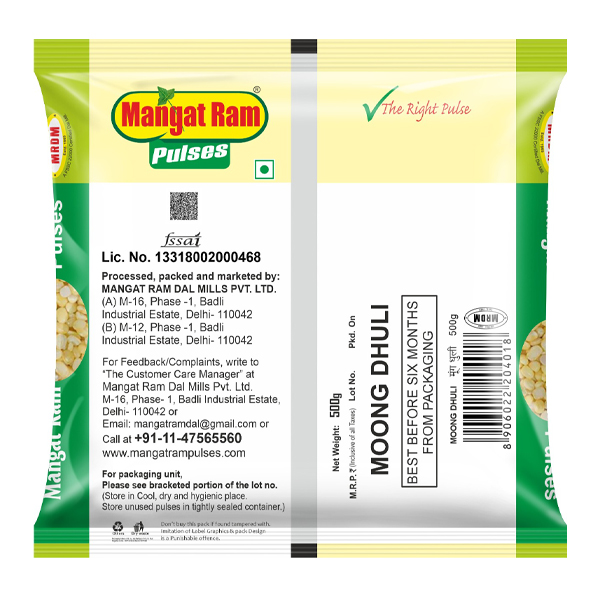 Mangat Ram
®
Pulses
The Right Pulse
fssai
Lic. No. 13318002000468
Processed, packed and marketed by:
MANGAT RAM DAL MILLS PVT. LTD.
(A) M-16, Phase -1, Badli
Industrial Estate, Delhi- 110042
(B) M-12, Phase -1, Badli
Industrial Estate, Delhi- 110042
For Feedback/Complaints, write to
“The Customer Care Manager” at
Mangat Ram Dal Mills Pvt. Ltd.
M-16, Phase- 1, Badli Industrial Estate,
Delhi- 110042 or
Email: mangatramdal@gmail.com or
Call at +91-11-47565560
www.mangatrampulses.com
For packaging unit,
Please see bracketed portion of the lot no.
(Store in Cool, dry and hygienic place.
Store unused pulses in tightly sealed container.)
Don't buy this pack if found tampered with.
Imitation of Label Graphics & pack Design
is a Punishable offence.
Net Weight: 500g
M.R.P. ₹ (Inclusive of all Taxes) Lot No. Pkd. On
MOONG DHULI
BEST BEFORE SIX MONTHS
FROM PACKAGING
MOONG DHULI मूंग धुली 500g
MRDM
8906022204018
MRDM
Mangat Ram Pulses
MRDM